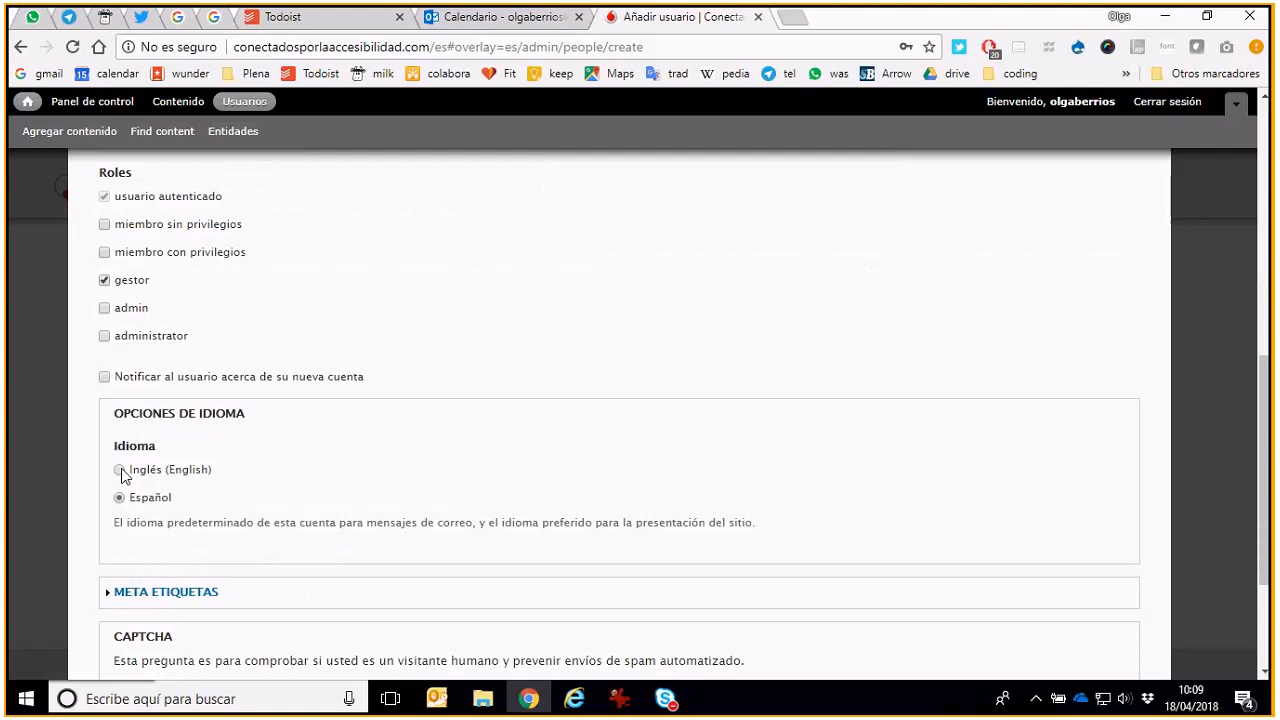 Todoist
Calendario - olgaberrios
Añadir usuario | Conecta
Olga
No es seguro
conectadosporlaaccesibilidad.com/es#overlay=es/admin/people/create
20
font
gmail
15 calendar
wunder
Plena
Todoist
milk
colabora
Fit
keep
Maps
trad
W pedia
tel
was
Arrow
drive
coding
»
Otros marcadores
Panel de control
Contenido
Usuarios
Bienvenido, olgaberrios
Cerrar sesión
Agregar contenido
Find content
Entidades
Roles
usuario autenticado
miembro sin privilegios
miembro con privilegios
gestor
admin
administrator
Notificar al usuario acerca de su nueva cuenta
OPCIONES DE IDIOMA
Idioma
Inglés (English)
Español
El idioma predeterminado de esta cuenta para mensajes de correo, y el idioma preferido para la presentación del sitio.
META ETIQUETAS
CAPTCHA
Esta pregunta es para comprobar si usted es un visitante humano y prevenir envíos de spam automatizado.
Escribe aquí para buscar
10:09
18/04/2018
4